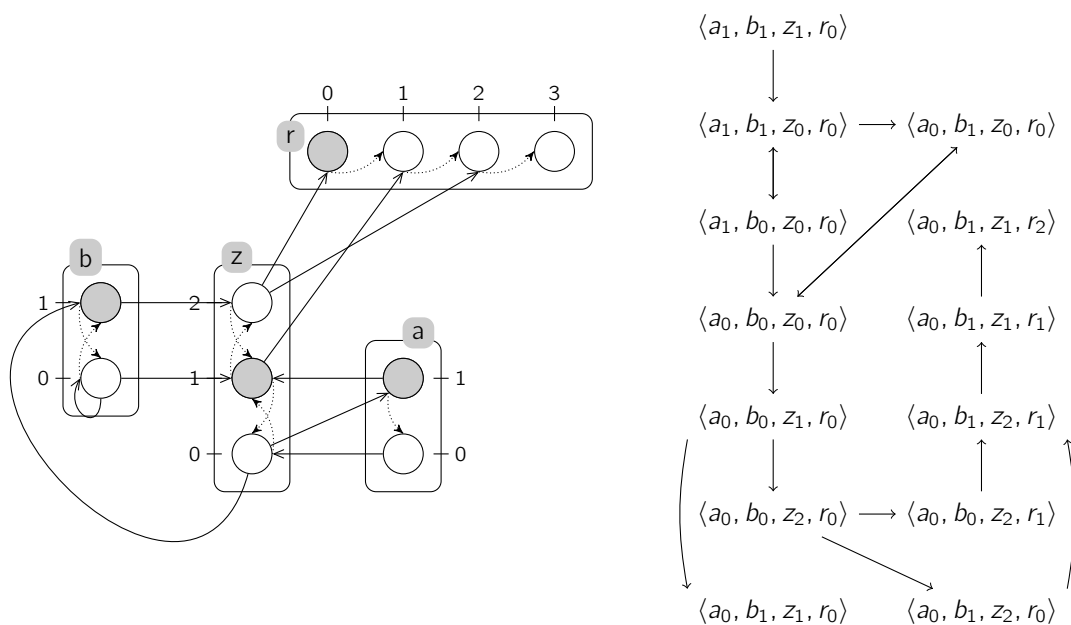 0 1 2 3
r
b
z
1
2
a
0
1
1
0
0
⟨a₁, b₁, z₁, r₀⟩
⟨a₁, b₁, z₀, r₀⟩ ⟨a₀, b₁, z₀, r₀⟩
⟨a₁, b₀, z₀, r₀⟩ ⟨a₀, b₁, z₁, r₂⟩
⟨a₀, b₀, z₀, r₀⟩ ⟨a₀, b₁, z₁, r₁⟩
⟨a₀, b₀, z₁, r₀⟩ ⟨a₀, b₁, z₂, r₁⟩
⟨a₀, b₀, z₂, r₀⟩ ⟨a₀, b₀, z₂, r₁⟩
⟨a₀, b₁, z₁, r₀⟩ ⟨a₀, b₁, z₂, r₀⟩